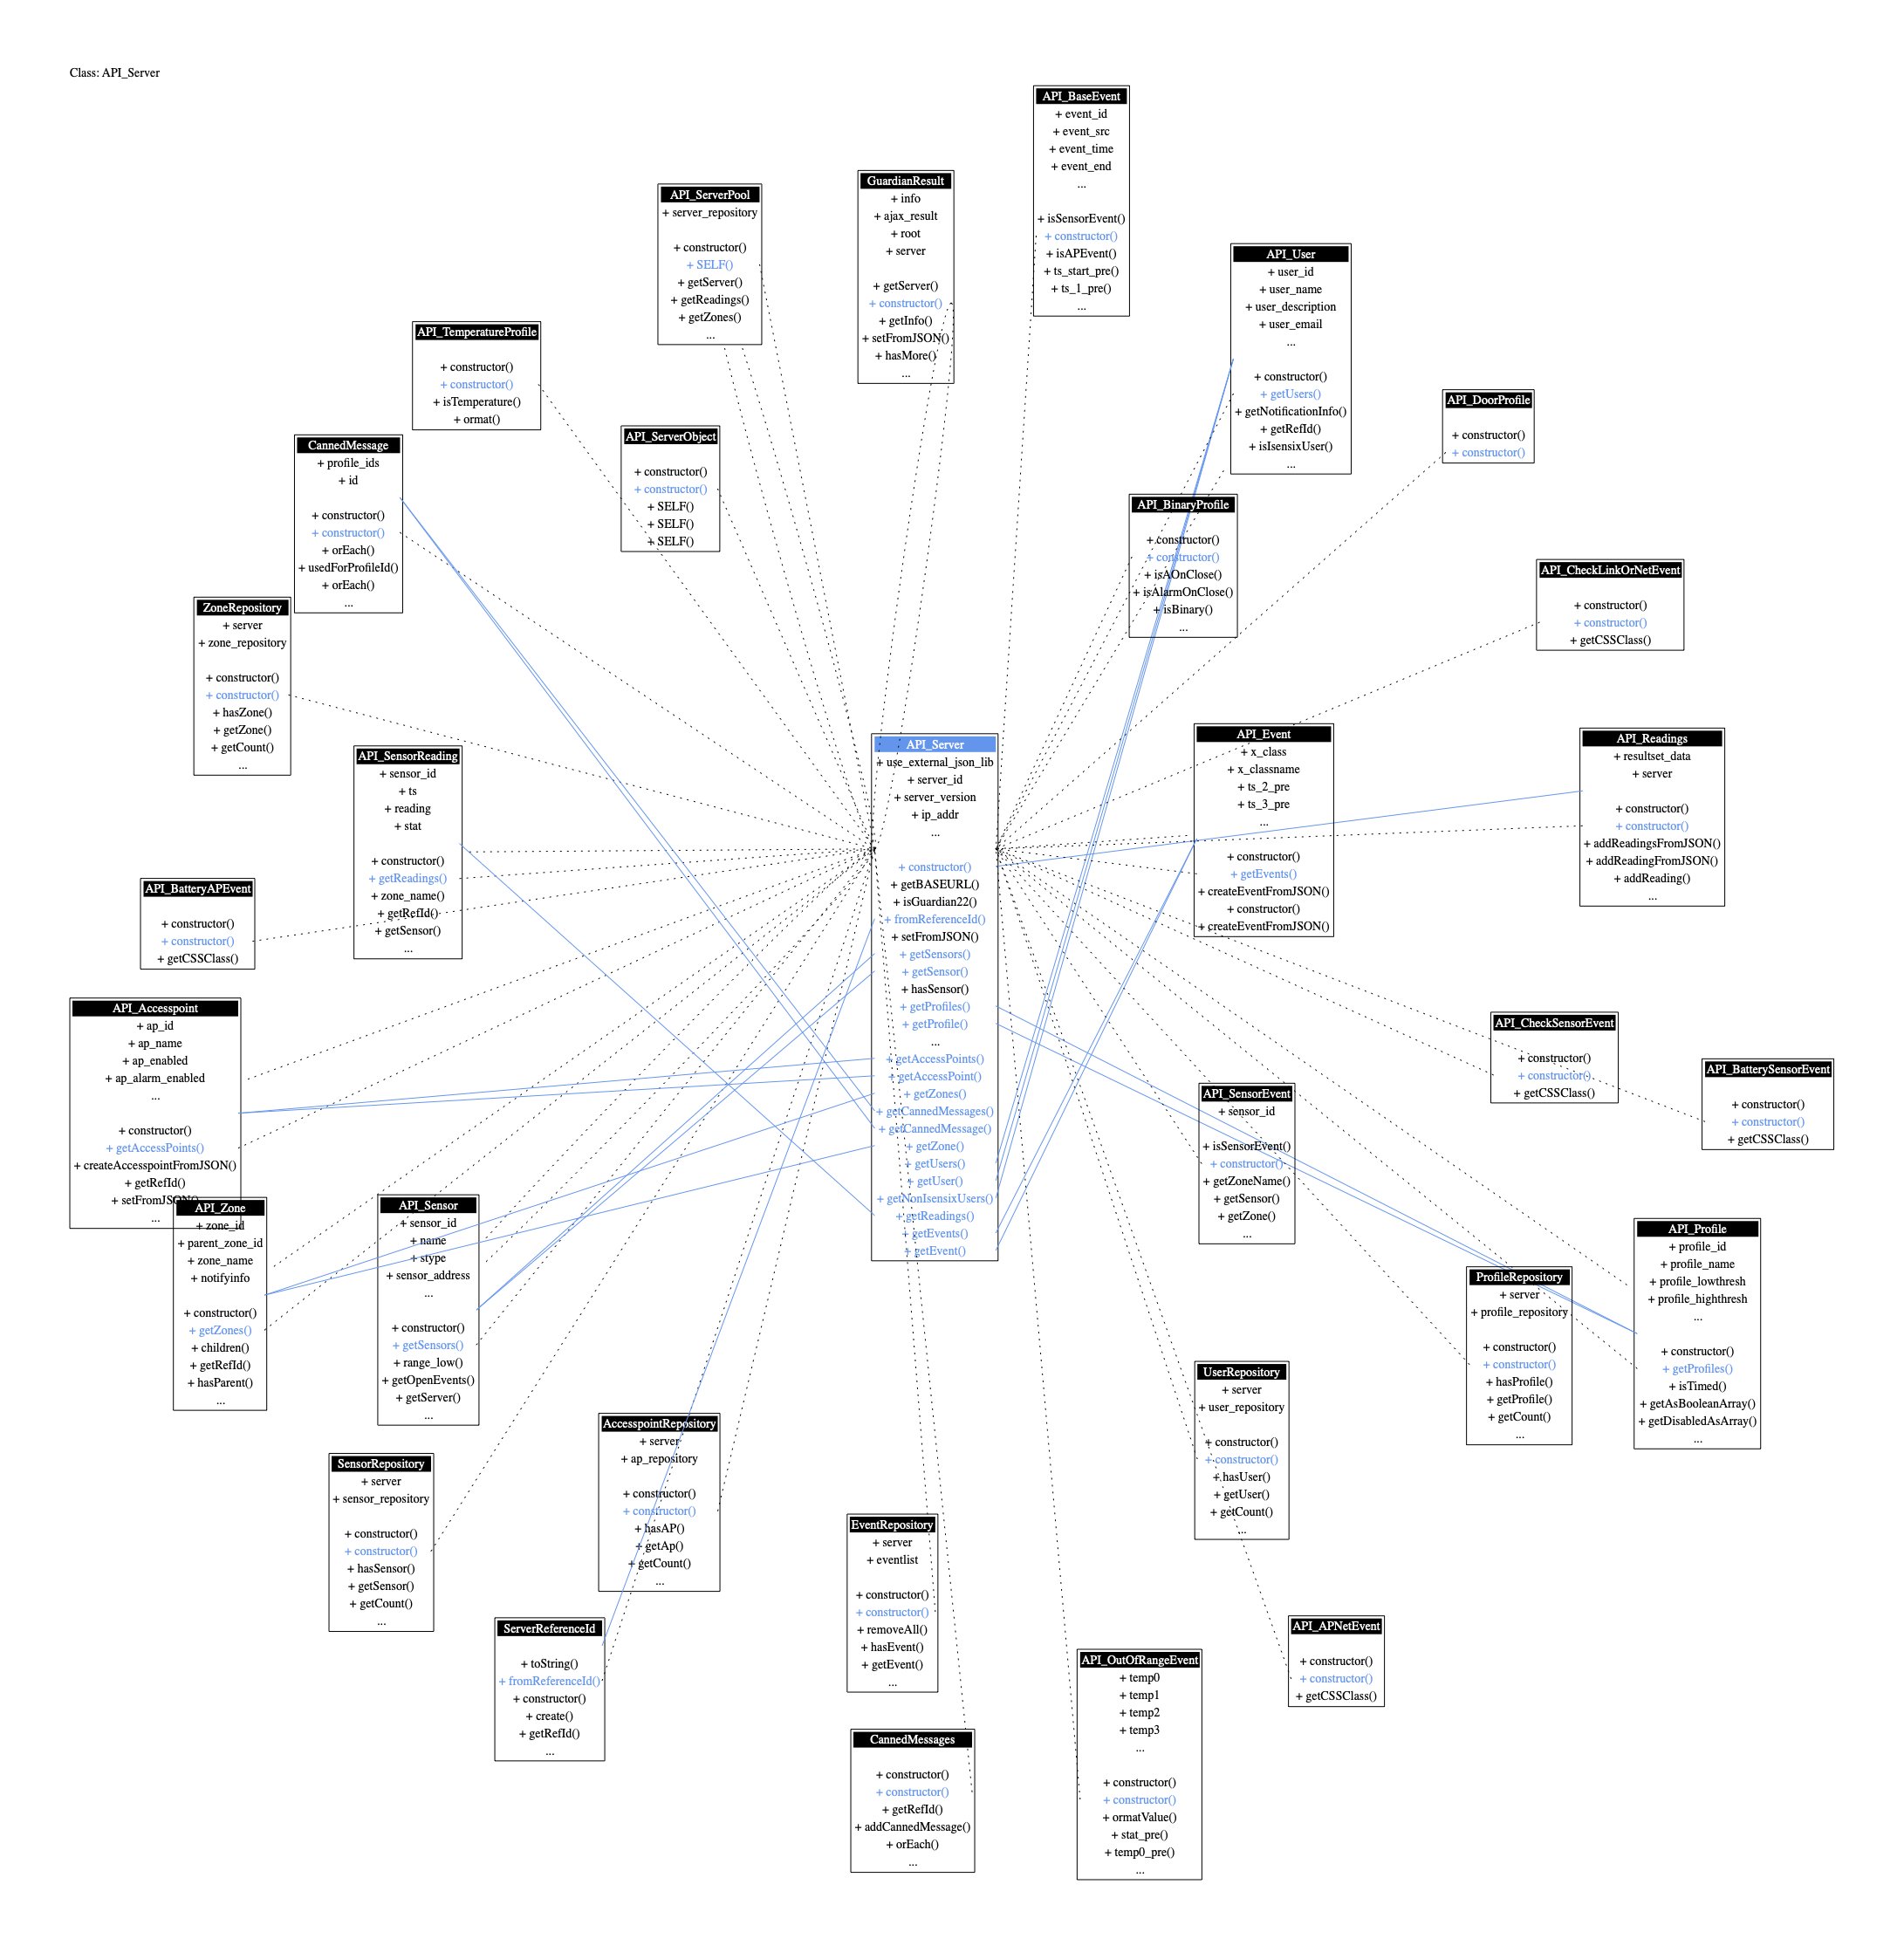 Class: API_Server
API_BaseEvent
+ event_id
+ event_src
+ event_time
+ event_end
...
+ isSensorEvent()
+ constructor()
+ isAPEvent()
+ ts_start_pre()
+ ts_1_pre()
...
GuardianResult
+ info
+ ajax_result
+ root
+ server
+ getServer()
+ constructor()
+ getInfo()
+ setFromJSON()
+ hasMore()
...
API_ServerPool
+ server_repository
+ constructor()
+ SELF()
+ getServer()
+ getReadings()
+ getZones()
...
API_User
+ user_id
+ user_name
+ user_description
+ user_email
...
+ constructor()
+ getUsers()
+ getNotificationInfo()
+ getRefId()
+ isIsensixUser()
...
API_TemperatureProfile
+ constructor()
+ constructor()
+ isTemperature()
+ ormat()
API_DoorProfile
+ constructor()
+ constructor()
API_ServerObject
+ constructor()
+ constructor()
+ SELF()
+ SELF()
+ SELF()
CannedMessage
+ profile_ids
+ id
+ constructor()
+ constructor()
+ orEach()
+ usedForProfileId()
+ orEach()
...
API_BinaryProfile
+ constructor()
+ constructor()
+ isAOnClose()
+ isAlarmOnClose()
+ isBinary()
...
API_CheckLinkOrNetEvent
+ constructor()
+ constructor()
+ getCSSClass()
ZoneRepository
+ server
+ zone_repository
+ constructor()
+ constructor()
+ hasZone()
+ getZone()
+ getCount()
...
API_Event
+ x_class
+ x_classname
+ ts_2_pre
+ ts_3_pre
...
+ constructor()
+ getEvents()
+ createEventFromJSON()
+ constructor()
+ createEventFromJSON()
API_Readings
+ resultset_data
+ server
+ constructor()
+ constructor()
+ addReadingsFromJSON()
+ addReadingFromJSON()
+ addReading()
...
API_Server
+ use_external_json_lib
+ server_id
+ server_version
+ ip_addr
...
+ constructor()
+ getBASEURL()
+ isGuardian22()
+ fromReferenceId()
+ setFromJSON()
+ getSensors()
+ getSensor()
+ hasSensor()
+ getProfiles()
+ getProfile()
...
+ getAccessPoints()
+ getAccessPoint()
+ getZones()
+ getCannedMessages()
+ getCannedMessage()
+ getZone()
+ getUsers()
+ getUser()
+ getNonIsensixUsers()
+ getReadings()
+ getEvents()
+ getEvent()
API_SensorReading
+ sensor_id
+ ts
+ reading
+ stat
+ constructor()
+ getReadings()
+ zone_name()
+ getRefId()
+ getSensor()
...
API_BatteryAPEvent
+ constructor()
+ constructor()
+ getCSSClass()
API_Accesspoint
+ ap_id
+ ap_name
+ ap_enabled
+ ap_alarm_enabled
...
+ constructor()
+ getAccessPoints()
+ createAccesspointFromJSON()
+ getRefId()
+ setFromJSON()
...
API_CheckSensorEvent
+ constructor()
+ constructor()
+ getCSSClass()
API_BatterySensorEvent
+ constructor()
+ constructor()
+ getCSSClass()
API_SensorEvent
+ sensor_id
+ isSensorEvent()
+ constructor()
+ getZoneName()
+ getSensor()
+ getZone()
...
API_Zone
+ zone_id
+ parent_zone_id
+ zone_name
+ notifyinfo
+ constructor()
+ getZones()
+ children()
+ getRefId()
+ hasParent()
...
API_Sensor
+ sensor_id
+ name
+ stype
+ sensor_address
...
+ constructor()
+ getSensors()
+ range_low()
+ getOpenEvents()
+ getServer()
...
API_Profile
+ profile_id
+ profile_name
+ profile_lowthresh
+ profile_highthresh
...
+ constructor()
+ getProfiles()
+ isTimed()
+ getAsBooleanArray()
+ getDisabledAsArray()
...
ProfileRepository
+ server
+ profile_repository
+ constructor()
+ constructor()
+ hasProfile()
+ getProfile()
+ getCount()
...
UserRepository
+ server
+ user_repository
+ constructor()
+ constructor()
+ hasUser()
+ getUser()
+ getCount()
...
AccesspointRepository
+ server
+ ap_repository
+ constructor()
+ constructor()
+ hasAP()
+ getAp()
+ getCount()
...
SensorRepository
+ server
+ sensor_repository
+ constructor()
+ constructor()
+ hasSensor()
+ getSensor()
+ getCount()
...
EventRepository
+ server
+ eventlist
+ constructor()
+ constructor()
+ removeAll()
+ hasEvent()
+ getEvent()
...
ServerReferenceId
+ toString()
+ fromReferenceId()
+ constructor()
+ create()
+ getRefId()
...
API_APNetEvent
+ constructor()
+ constructor()
+ getCSSClass()
API_OutOfRangeEvent
+ temp0
+ temp1
+ temp2
+ temp3
...
+ constructor()
+ constructor()
+ ormatValue()
+ stat_pre()
+ temp0_pre()
...
CannedMessages
+ constructor()
+ constructor()
+ getRefId()
+ addCannedMessage()
+ orEach()
...